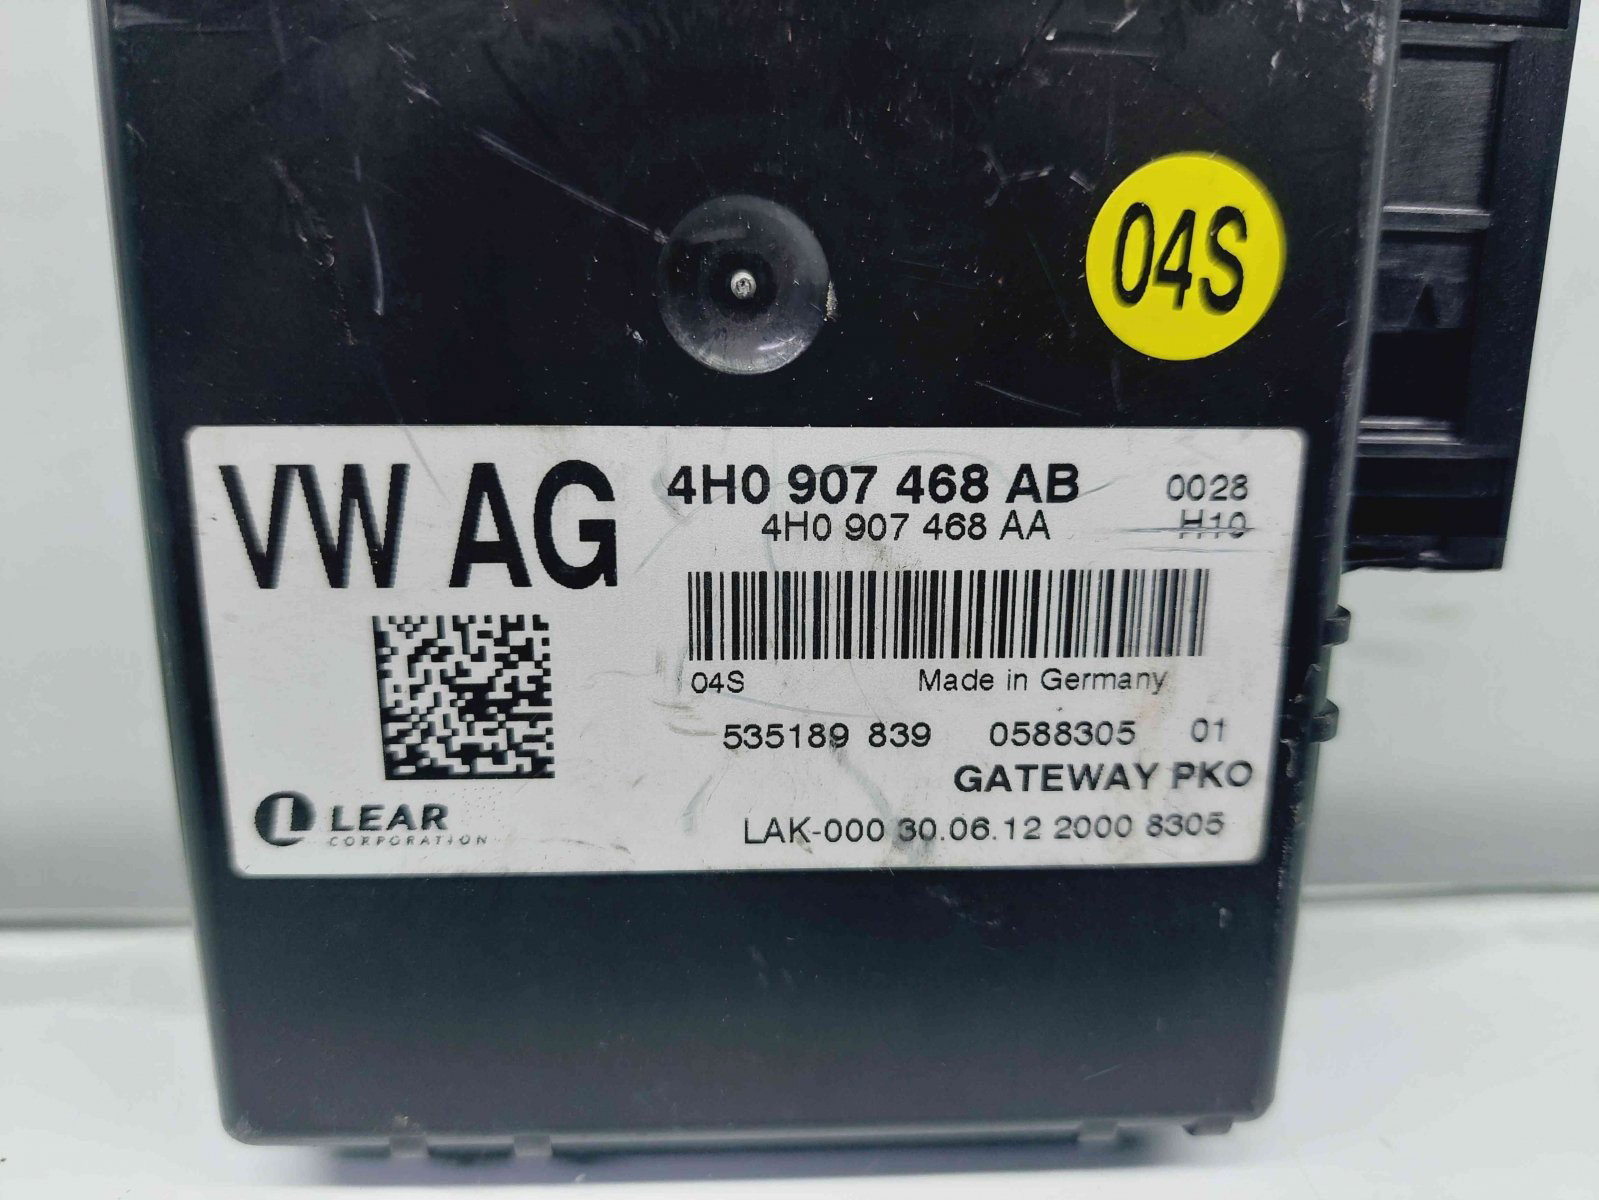 04S
VW AG
4H0 907 468 AB 0028
4H0 907 468 AA H10
04S Made in Germany
535189 839 0588305 01
GATEWAY PKO
LEAR
CORPORATION
LAK-000 30.06.12 2000 8305